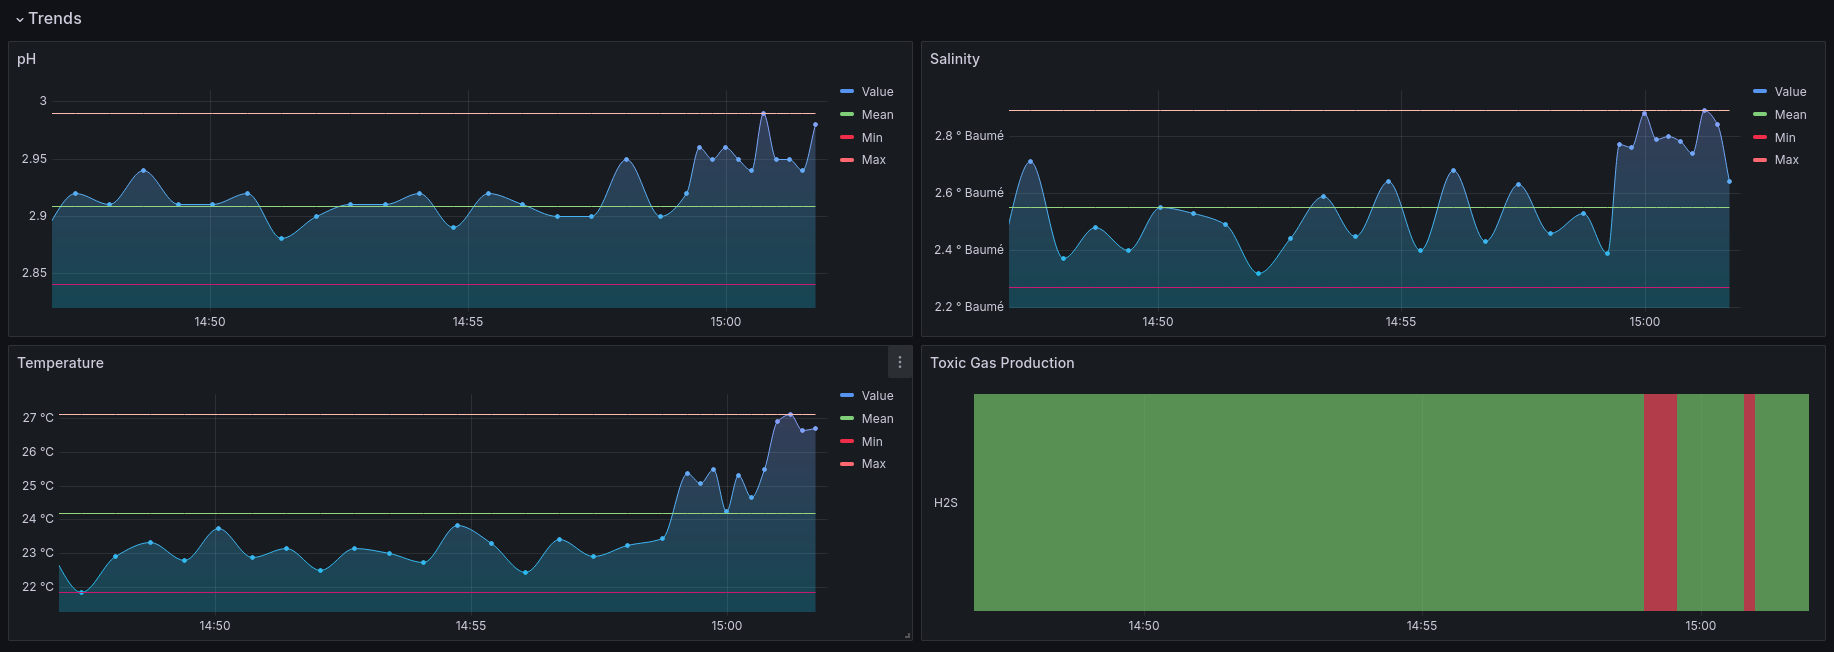 Trends
pH
3
2.95
2.9
2.85
14:50
14:55
15:00
Value
Mean
Min
Max
Salinity
2.8 ° Baumé
2.6 ° Baumé
2.4 ° Baumé
2.2 ° Baumé
14:50
14:55
15:00
Value
Mean
Min
Max
Temperature
27 °C
26 °C
25 °C
24 °C
23 °C
22 °C
14:50
14:55
15:00
Value
Mean
Min
Max
Toxic Gas Production
H2S
14:50
14:55
15:00